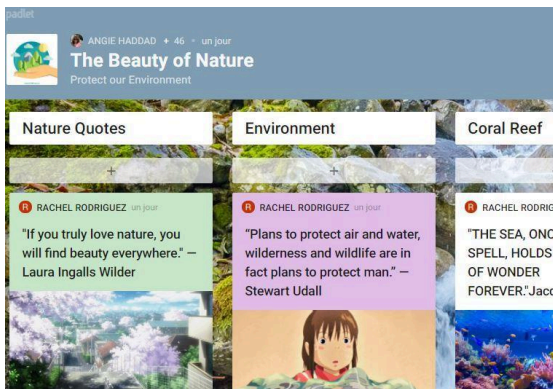 padlet
ANGIE HADDAD + 46 • un jour
The Beauty of Nature
Protect our Environment
Nature Quotes
Environment
Coral Reef
+
+
R RACHEL RODRIGUEZ un jour
"If you truly love nature, you
will find beauty everywhere." —
Laura Ingalls Wilder
R RACHEL RODRIGUEZ un jour
"Plans to protect air and water,
wilderness and wildlife are in
fact plans to protect man." —
Stewart Udall
R RACHEL RODRIG
"THE SEA, ONC
SPELL, HOLDS
OF WONDER
FOREVER."Jacq